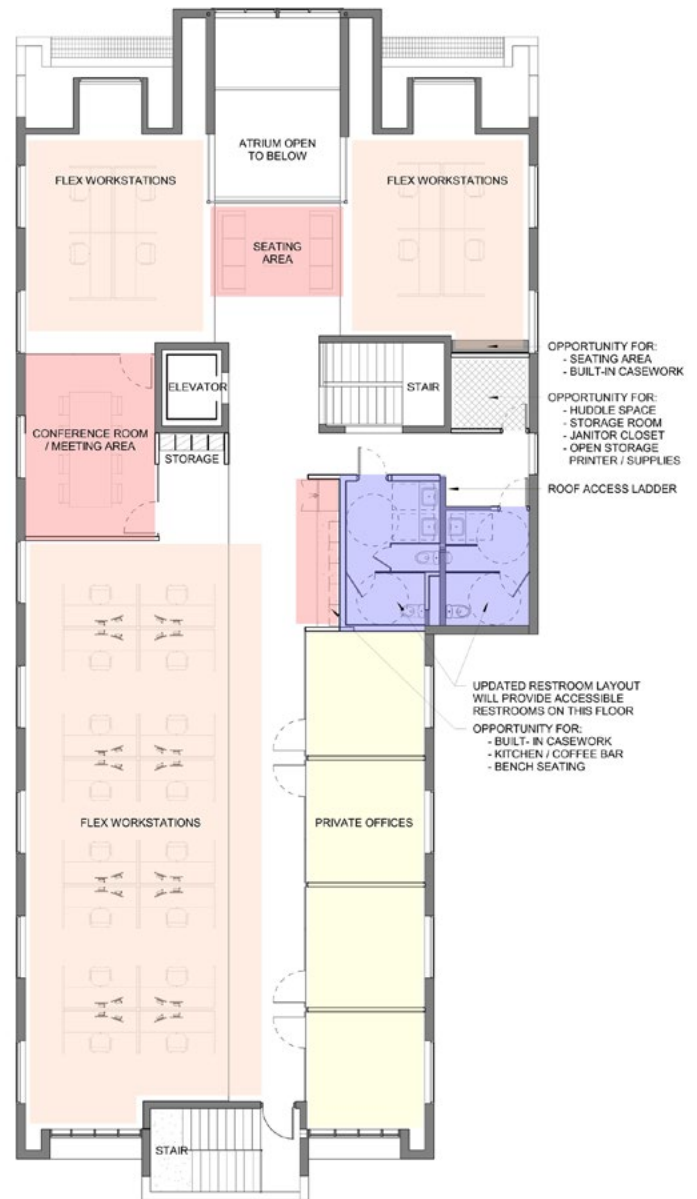 ATRIUM OPEN
TO BELOW
FLEX WORKSTATIONS
FLEX WORKSTATIONS
SEATING
AREA
OPPORTUNITY FOR:
- SEATING AREA
- BUILT-IN CASEWORK
ELEVATOR
STAIR
OPPORTUNITY FOR:
- HUDDLE SPACE
- STORAGE ROOM
- JANITOR CLOSET
- OPEN STORAGE
PRINTER / SUPPLIES
CONFERENCE ROOM
/ MEETING AREA
STORAGE
ROOF ACCESS LADDER
UPDATED RESTROOM LAYOUT
WILL PROVIDE ACCESSIBLE
RESTROOMS ON THIS FLOOR
OPPORTUNITY FOR:
- BUILT- IN CASEWORK
- KITCHEN / COFFEE BAR
- BENCH SEATING
FLEX WORKSTATIONS
PRIVATE OFFICES
STAIR